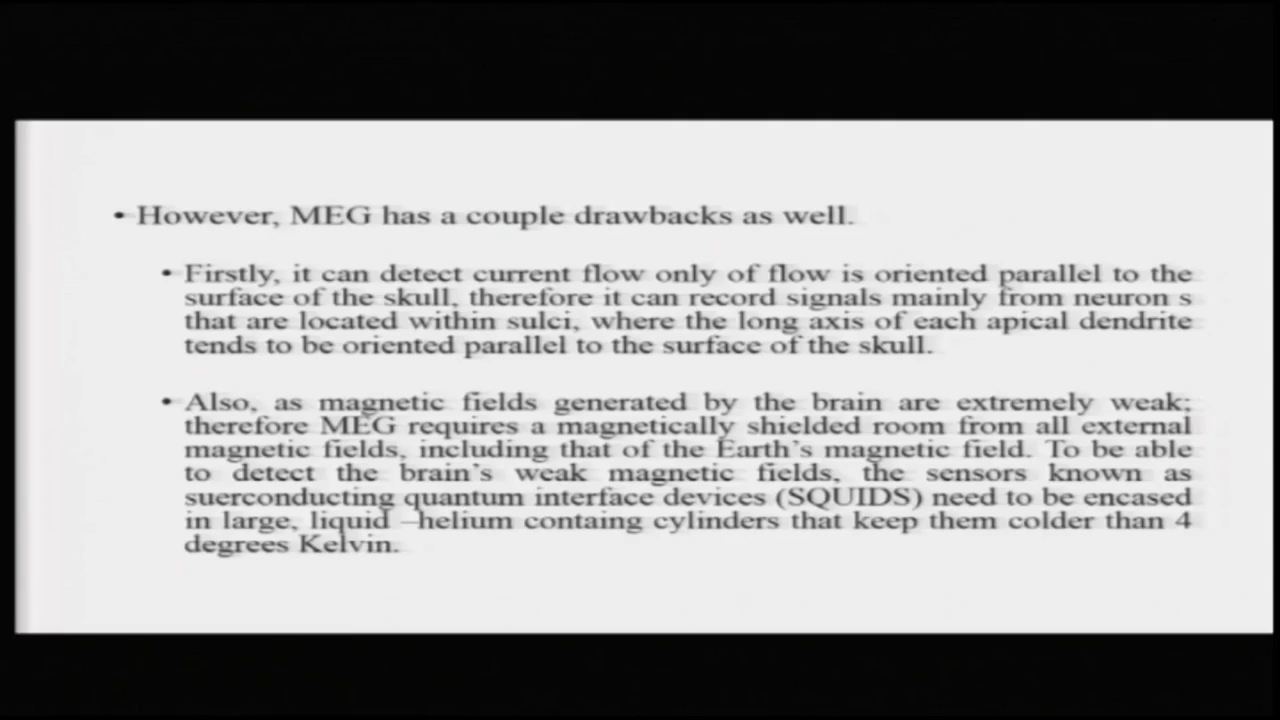 • However, MEG has a couple drawbacks as well.
• Firstly, it can detect current flow only of flow is oriented parallel to the
surface of the skull, therefore it can record signals mainly from neuron s
that are located within sulci, where the long axis of each apical dendrite
tends to be oriented parallel to the surface of the skull.
• Also, as magnetic fields generated by the brain are extremely weak;
therefore MEG requires a magnetically shielded room from all external
magnetic fields, including that of the Earth's magnetic field. To be able
to detect the brain's weak magnetic fields, the sensors known as
suerconducting quantum interface devices (SQUIDS) need to be encased
in large, liquid –helium containg cylinders that keep them colder than 4
degrees Kelvin.